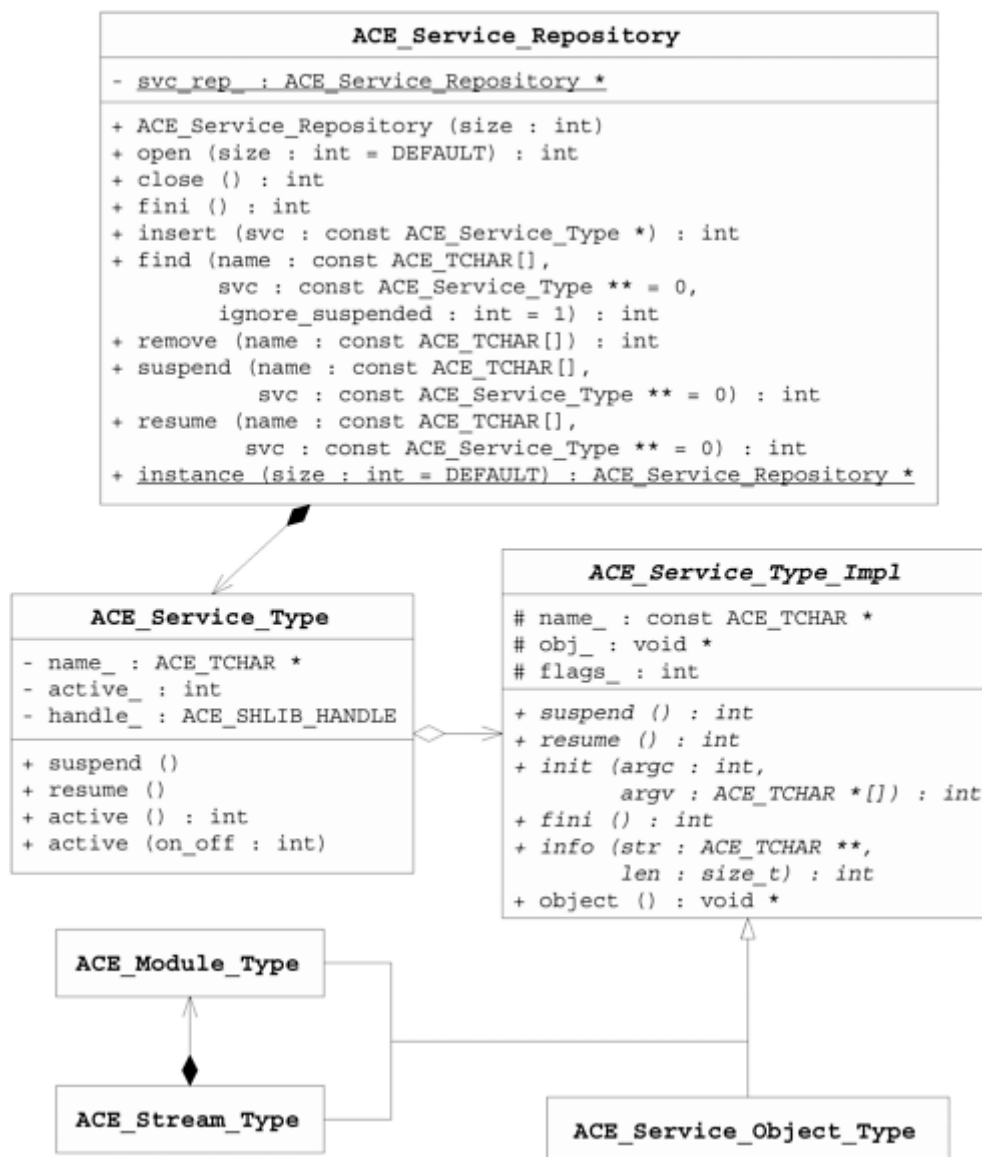 ACE_Service_Repository
- svc_rep_ : ACE_Service_Repository *
+ ACE_Service_Repository (size : int)
+ open (size : int = DEFAULT) : int
+ close () : int
+ fini () : int
+ insert (svc : const ACE_Service_Type *) : int
+ find (name : const ACE_TCHAR[],
svc : const ACE_Service_Type ** = 0,
ignore_suspended : int = 1) : int
+ remove (name : const ACE_TCHAR[]) : int
+ suspend (name : const ACE_TCHAR[],
svc : const ACE_Service_Type ** = 0) : int
+ resume (name : const ACE_TCHAR[],
svc : const ACE_Service_Type ** = 0) : int
+ instance (size : int = DEFAULT) : ACE_Service_Repository *
ACE_Service_Type
- name_ : ACE_TCHAR *
- active_ : int
- handle_ : ACE_SHLIB_HANDLE
+ suspend ()
+ resume ()
+ active () : int
+ active (on_off : int)
ACE_Service_Type_Impl
# name_ : const ACE_TCHAR *
# obj_ : void *
# flags_ : int
+ suspend () : int
+ resume () : int
+ init (argc : int,
argv : ACE_TCHAR *[]) : int
+ fini () : int
+ info (str : ACE_TCHAR **,
len : size_t) : int
+ object () : void *
ACE_Module_Type
ACE_Stream_Type
ACE_Service_Object_Type